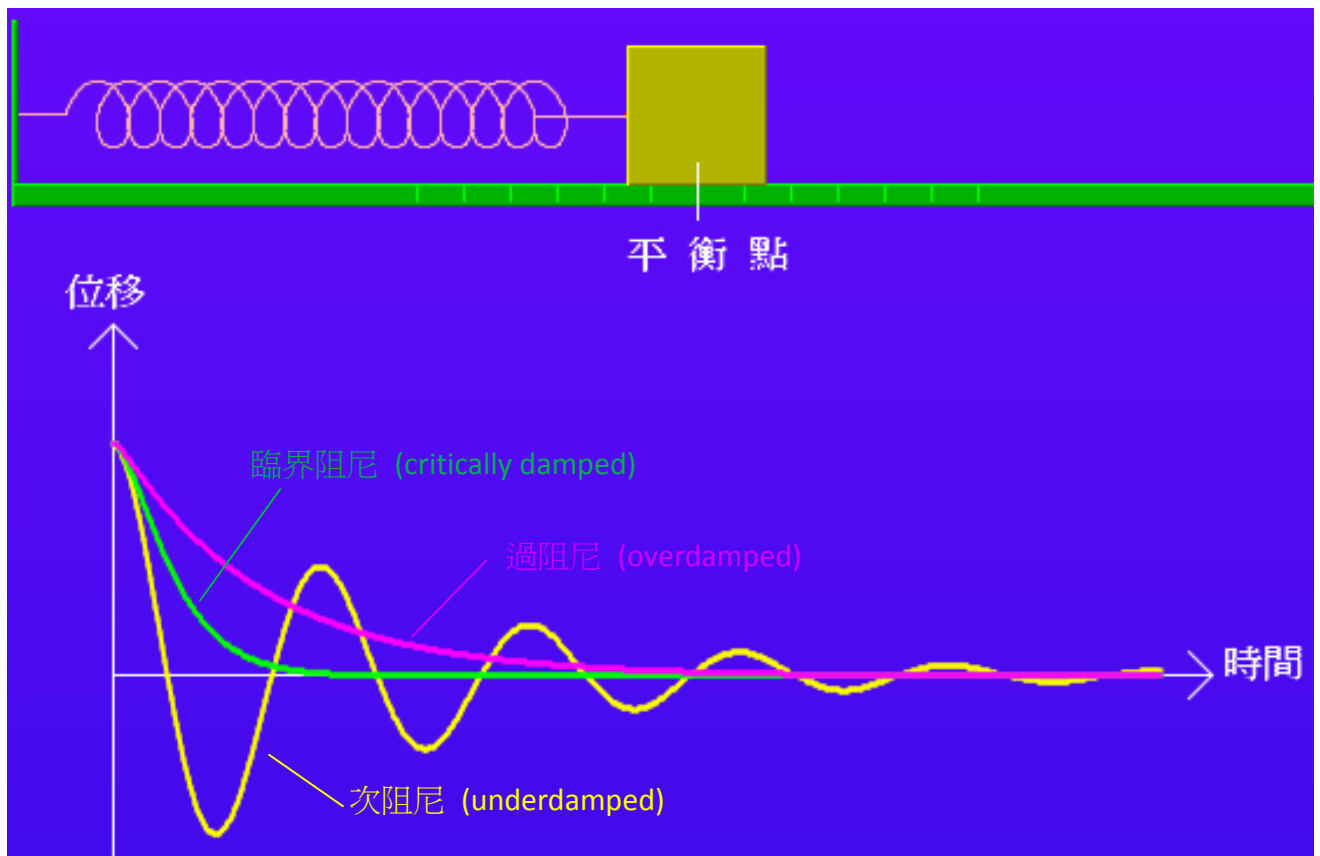 平 衡 點
位移
臨界阻尼 (critically damped)
過阻尼 (overdamped)
時間
次阻尼 (underdamped)